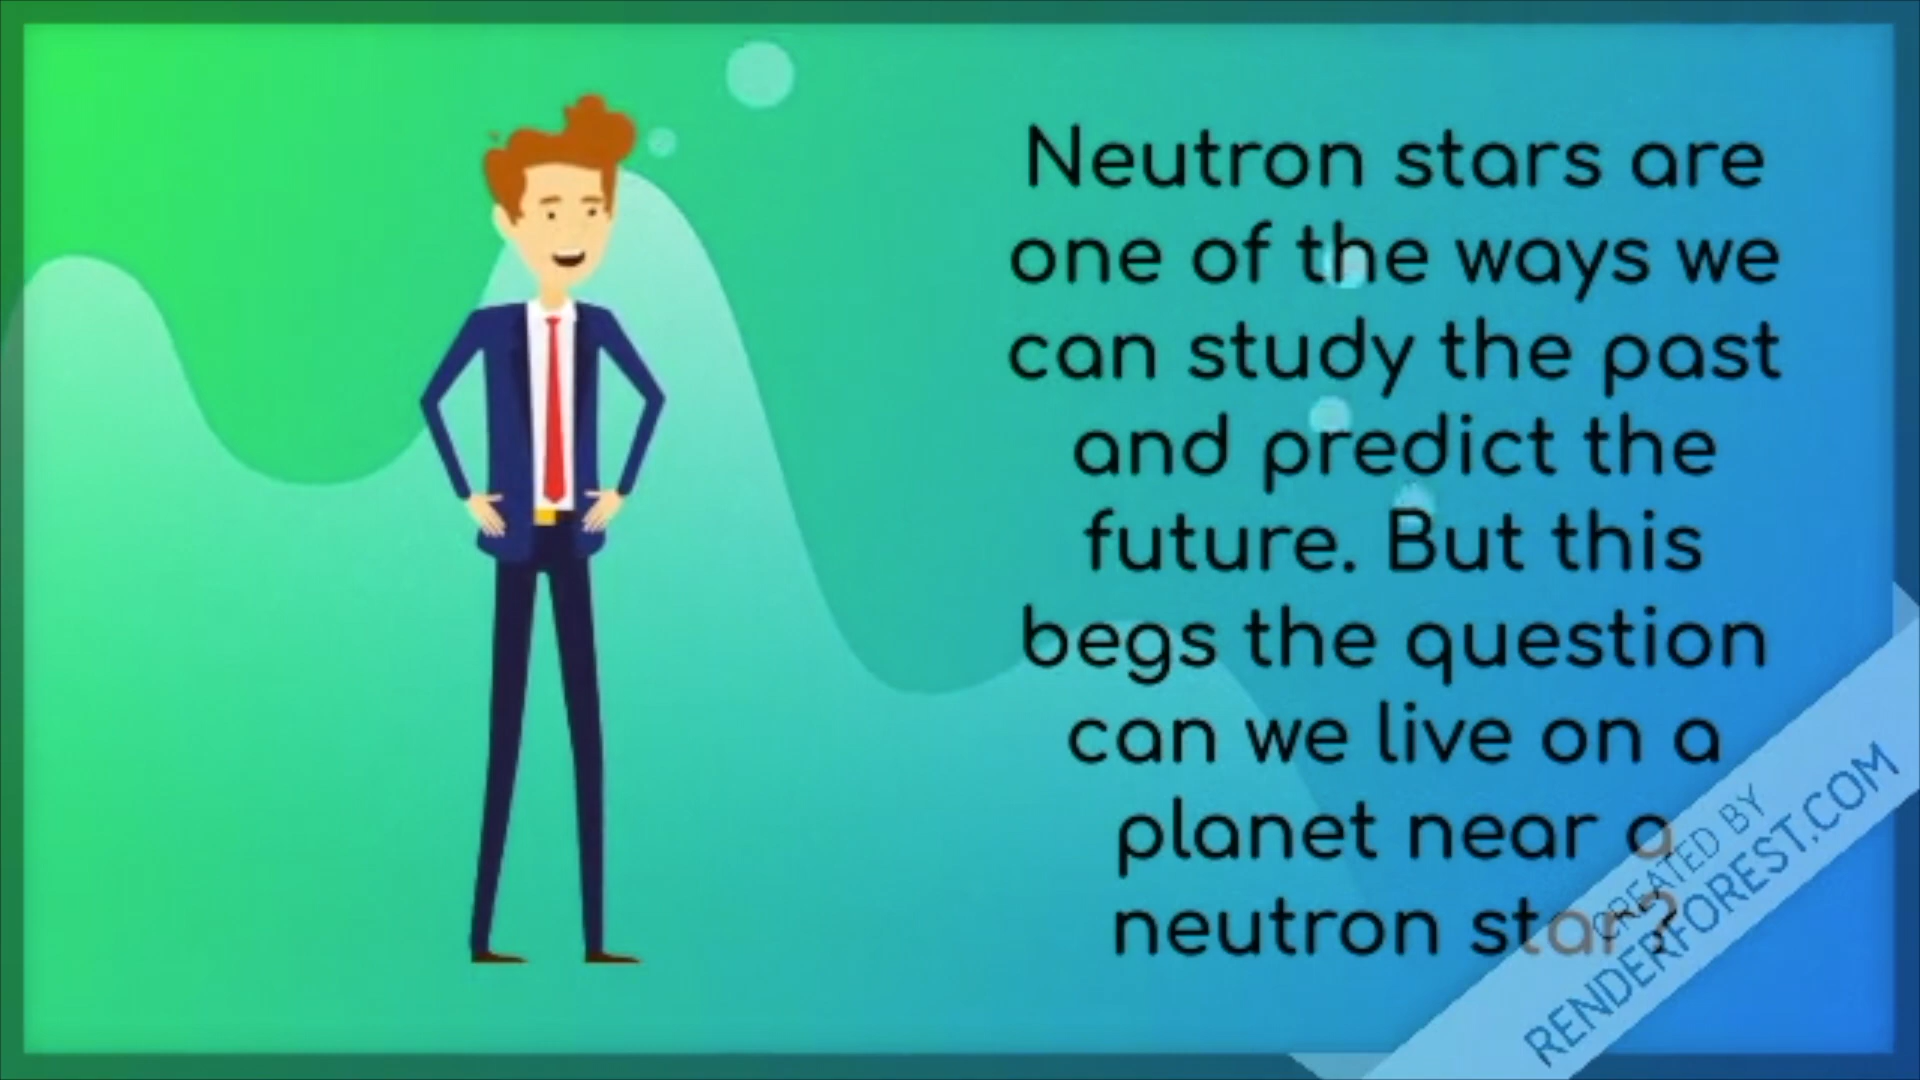 Neutron stars are
one of the ways we
can study the past
and predict the
future. But this
begs the question
can we live on a
planet near a
neutron star?
CREATED BY
RENDERFOREST.COM